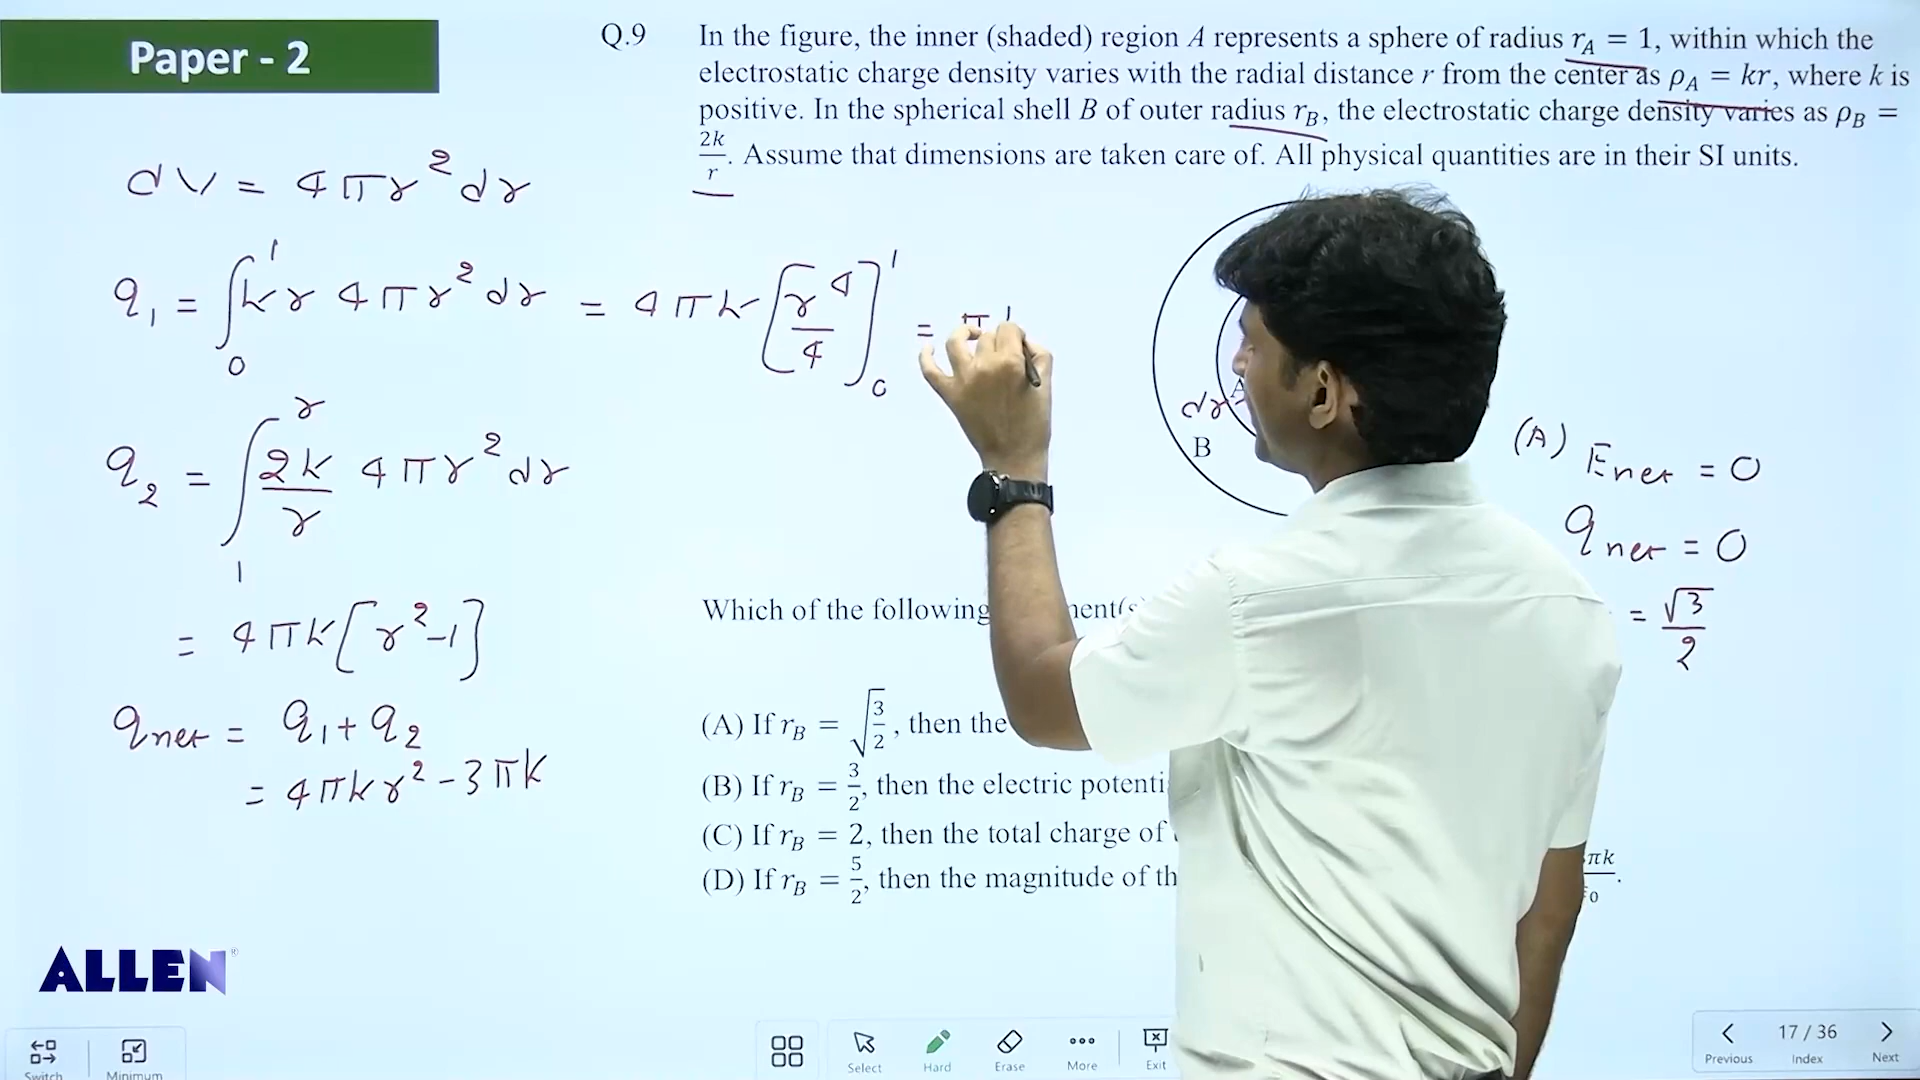 Paper - 2
Q.9 In the figure, the inner (shaded) region A represents a sphere of radius r_A = 1, within which the
electrostatic charge density varies with the radial distance r from the center as ρ_A = kr, where k is
positive. In the spherical shell B of outer radius r_B, the electrostatic charge density varies as ρ_B =
2k/r. Assume that dimensions are taken care of. All physical quantities are in their SI units.
dV = 4πr² dr
q₁ = ∫₀¹ kr 4πr² dr = 4πk [r⁴/4]₀¹ = π
q₂ = ∫₁ʳ 2k/r 4πr² dr
= 4πk [r² - 1]
q_net = q₁ + q₂
= 4πkr² - 3πk
A
dr
B
(A) E_net = 0
q_net = 0
= √3/2
Which of the following
(A) If r_B = √(3/2), then the
(B) If r_B = 3/2, then the electric
(C) If r_B = 2, then the total charge of
(D) If r_B = 5/2, then the magnitude of
πk
ALLEN®
Switch
Minimum
Select
Hard
Erase
More
Exit
Previous
17 / 36
Index
Next